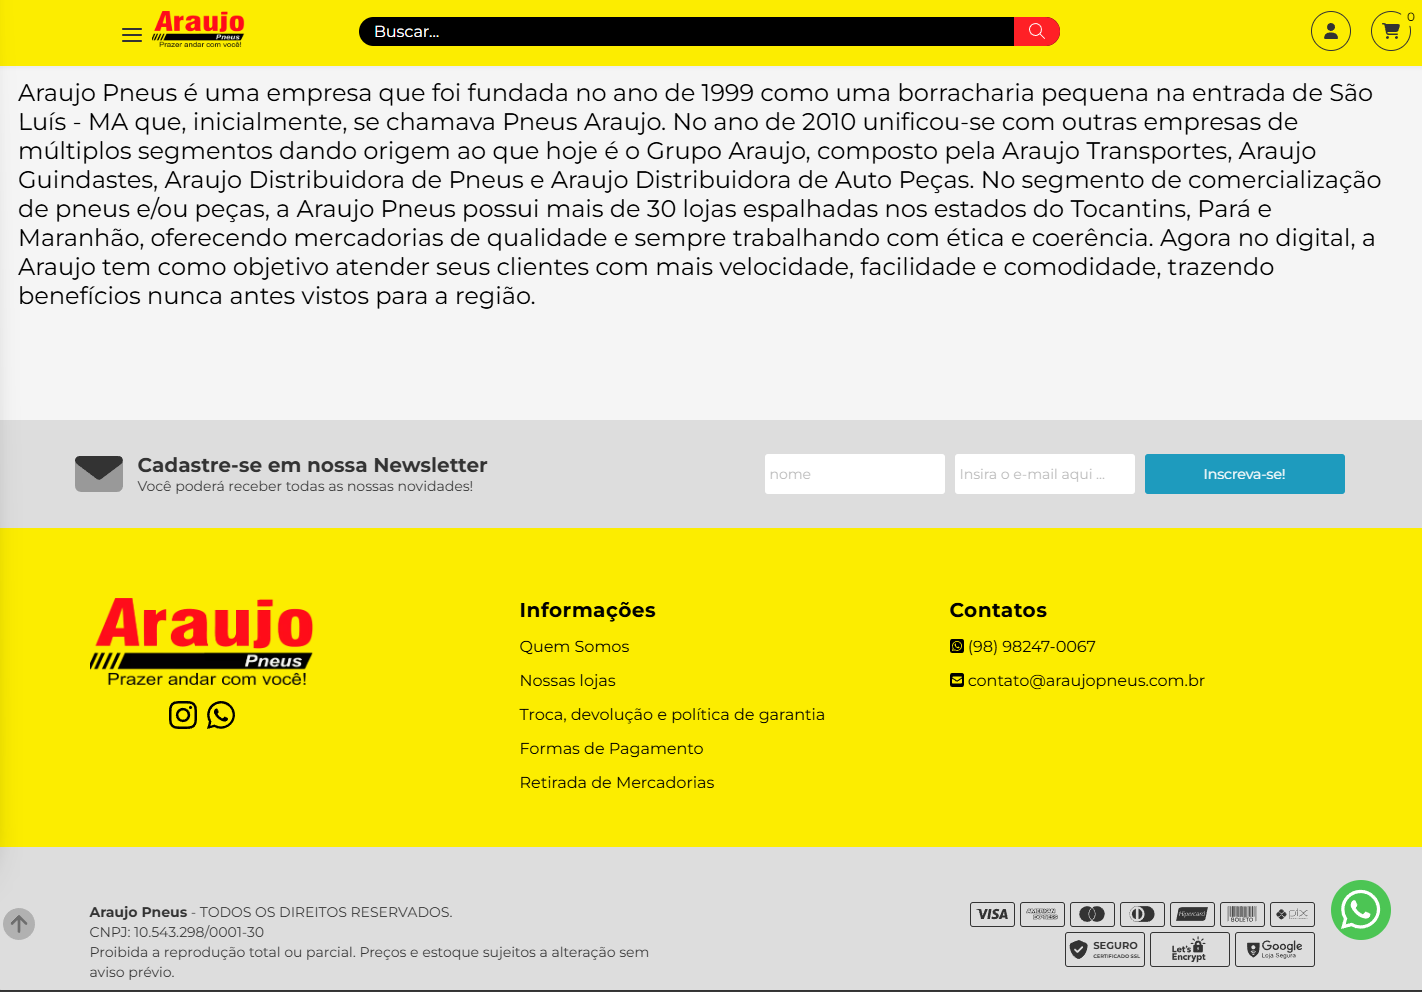 Araujo
Pneus
Prazer andar com você!
Buscar...
0
Araujo Pneus é uma empresa que foi fundada no ano de 1999 como uma borracharia pequena na entrada de São
Luís - MA que, inicialmente, se chamava Pneus Araujo. No ano de 2010 unificou-se com outras empresas de
múltiplos segmentos dando origem ao que hoje é o Grupo Araujo, composto pela Araujo Transportes, Araujo
Guindastes, Araujo Distribuidora de Pneus e Araujo Distribuidora de Auto Peças. No segmento de comercialização
de pneus e/ou peças, a Araujo Pneus possui mais de 30 lojas espalhadas nos estados do Tocantins, Pará e
Maranhão, oferecendo mercadorias de qualidade e sempre trabalhando com ética e coerência. Agora no digital, a
Araujo tem como objetivo atender seus clientes com mais velocidade, facilidade e comodidade, trazendo
benefícios nunca antes vistos para a região.
Cadastre-se em nossa Newsletter
Você poderá receber todas as nossas novidades!
nome
Insira o e-mail aqui ...
Inscreva-se!
Araujo
Pneus
Prazer andar com você!
Informações
Quem Somos
Nossas lojas
Troca, devolução e política de garantia
Formas de Pagamento
Retirada de Mercadorias
Contatos
(98) 98247-0067
contato@araujopneus.com.br
Araujo Pneus - TODOS OS DIREITOS RESERVADOS.
CNPJ: 10.543.298/0001-30
Proibida a reprodução total ou parcial. Preços e estoque sujeitos a alteração sem
aviso prévio.
VISA
AMERICAN
EXPRESS
Hipercard
BOLETO
pix
SEGURO
CERTIFICADO SSL
Let's
Encrypt
Google
Loja Segura